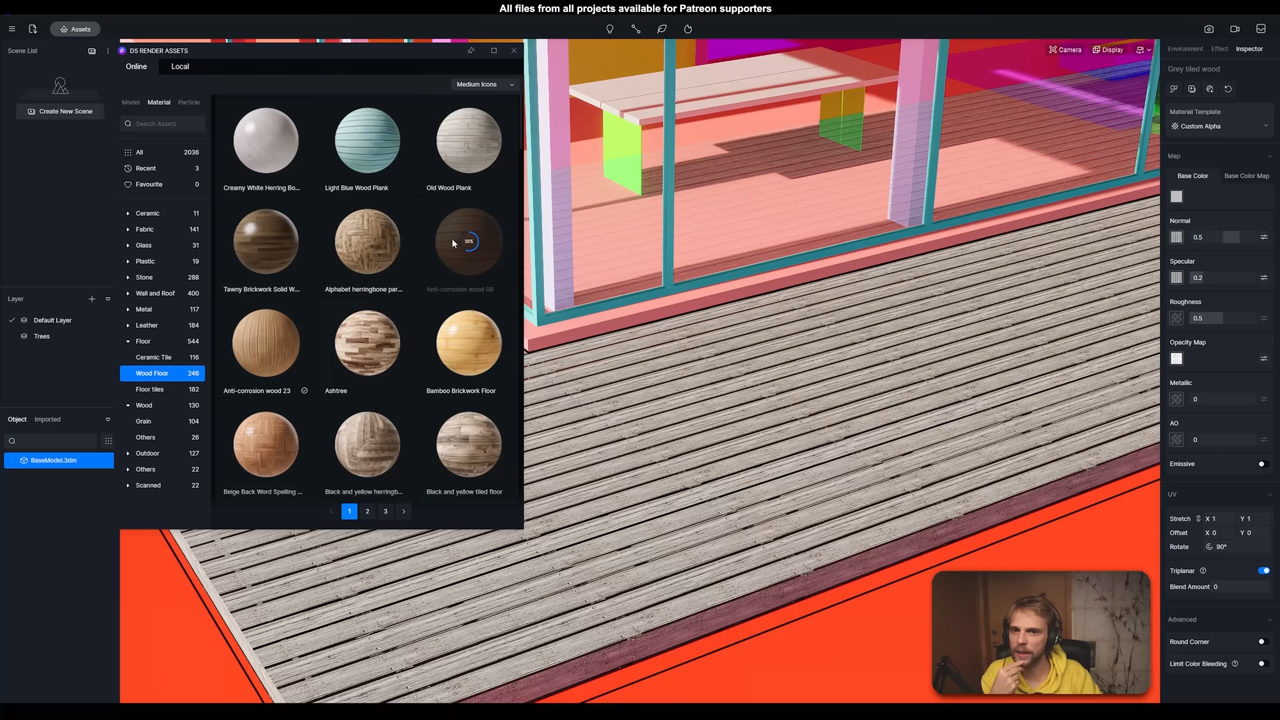 All files from all projects available for Patreon supporters
Assets
Scene List
Create New Scene
Layer
Default Layer
Trees
Object
Imported
BaseModel.3dm
D5 RENDER ASSETS
Online
Local
Medium Icons
Model
Material
Particle
Search Assets
All 2036
Recent 3
Favourite 0
Ceramic 11
Fabric 141
Glass 31
Plastic 19
Stone 288
Wall and Roof 400
Metal 117
Leather 184
Floor 544
Ceramic Tile 116
Wood Floor 246
Floor tiles 182
Wood 130
Grain 104
Others 26
Outdoor 127
Others 22
Scanned 22
Creamy White Herring Bo...
Light Blue Wood Plank
Old Wood Plank
Tawny Brickwork Solid W...
Alphabet herringbone par...
Anti-corrosion wood 08
Anti-corrosion wood 23
Ashtree
Bamboo Brickwork Floor
Beige Back Word Spelling ...
Black and yellow herringb...
Black and yellow tiled floor
1 2 3
Camera
Display
Environment
Effect
Inspector
Grey tiled wood
Material Template
Custom Alpha
Map
Base Color
Base Color Map
Normal
0.5
Specular
0.2
Roughness
0.5
Opacity Map
Metallic
0
AO
0
Emissive
UV
Stretch X 1 Y 1
Offset X 0 Y 0
Rotate 90°
Triplanar
Blend Amount 0
Advanced
Round Corner
Limit Color Bleeding